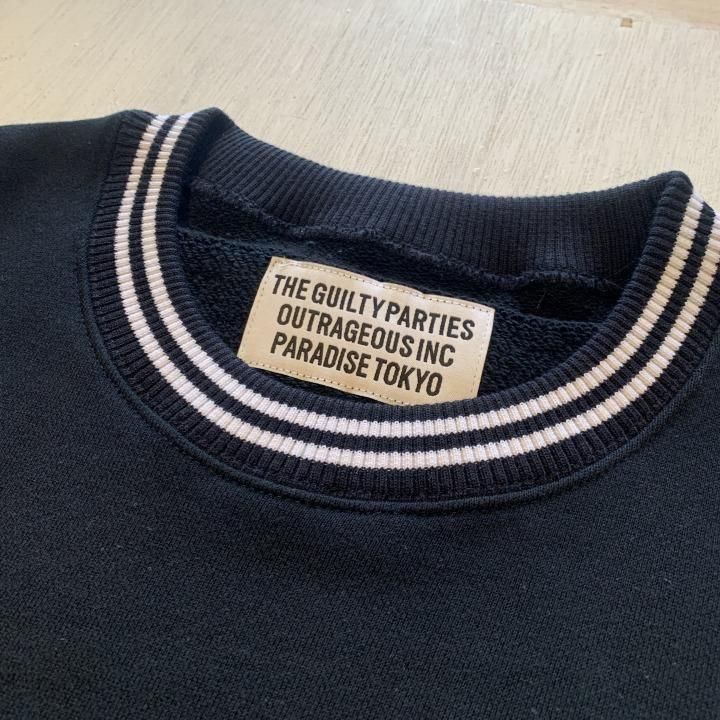 THE GUILTY PARTIES
OUTRAGEOUS INC
PARADISE TOKYO